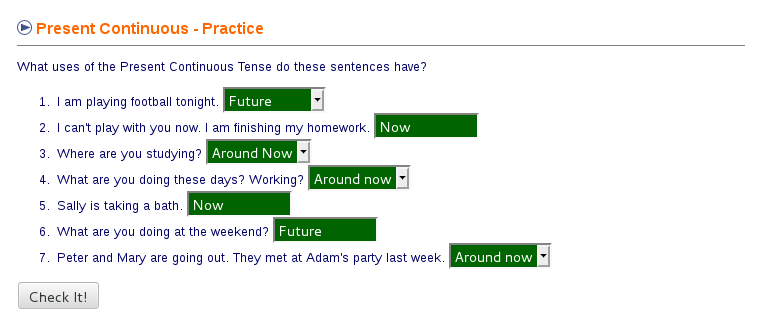 Present Continuous - Practice
What uses of the Present Continuous Tense do these sentences have?
1. I am playing football tonight. Future
2. I can't play with you now. I am finishing my homework. Now
3. Where are you studying? Around Now
4. What are you doing these days? Working? Around now
5. Sally is taking a bath. Now
6. What are you doing at the weekend? Future
7. Peter and Mary are going out. They met at Adam's party last week. Around now
Check It!